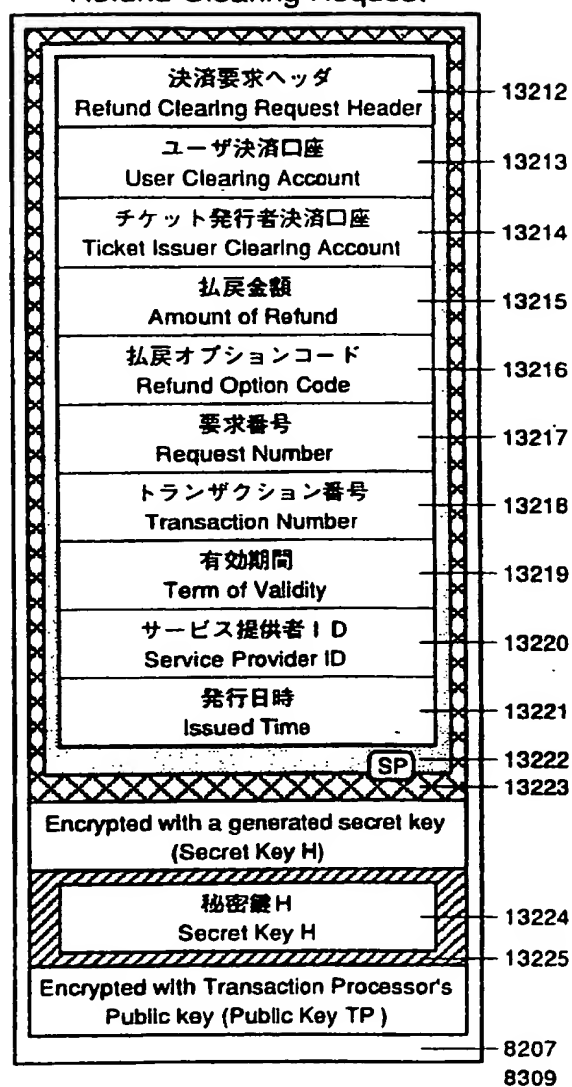 Refund Clearing Request
決済要求ヘッダ
Refund Clearing Request Header
13212
ユーザ決済口座
User Clearing Account
13213
チケット発行者決済口座
Ticket Issuer Clearing Account
13214
払戻金額
Amount of Refund
13215
払戻オプションコード
Refund Option Code
13216
要求番号
Request Number
13217
トランザクション番号
Transaction Number
13218
有効期間
Term of Validity
13219
サービス提供者ID
Service Provider ID
13220
発行日時
Issued Time
13221
SP
13222
13223
Encrypted with a generated secret key
(Secret Key H)
秘密鍵H
Secret Key H
13224
13225
Encrypted with Transaction Processor's
Public key (Public Key TP)
8207
8309